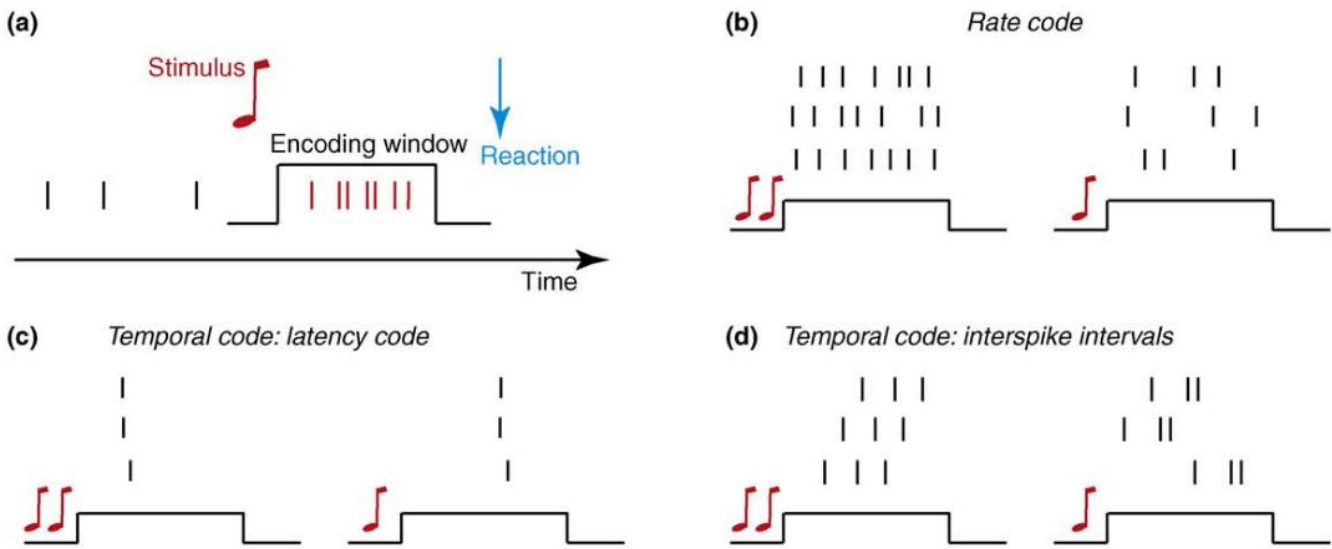 (a)
Stimulus
Encoding window
Reaction
Time
(b) Rate code
(c) Temporal code: latency code
(d) Temporal code: interspike intervals